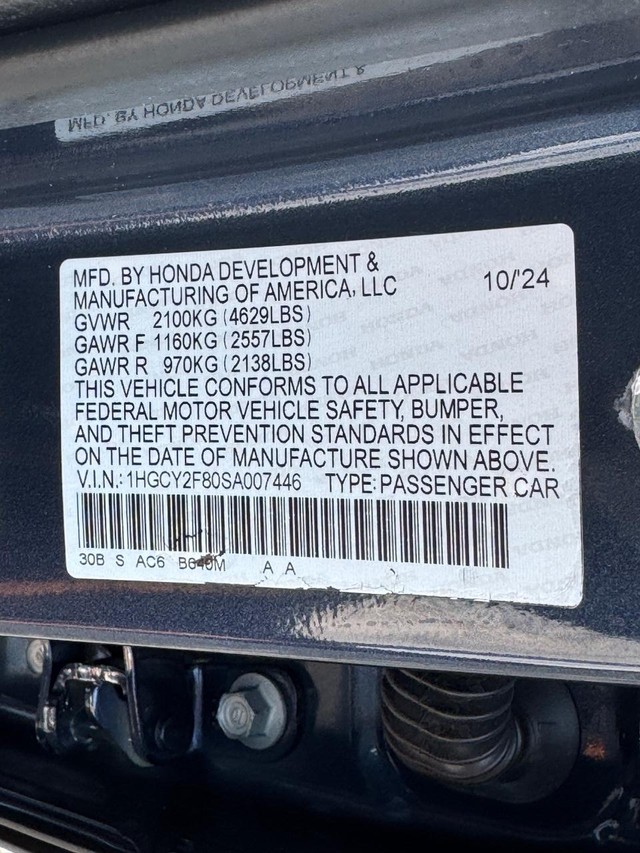 MFD. BY HONDA DEVELOPMENT &
MFD. BY HONDA DEVELOPMENT &
MANUFACTURING OF AMERICA, LLC 10/'24
GVWR 2100KG (4629LBS)
GAWR F 1160KG (2557LBS)
GAWR R 970KG (2138LBS)
THIS VEHICLE CONFORMS TO ALL APPLICABLE
FEDERAL MOTOR VEHICLE SAFETY, BUMPER,
AND THEFT PREVENTION STANDARDS IN EFFECT
ON THE DATE OF MANUFACTURE SHOWN ABOVE.
V.I.N.: 1HGCY2F80SA007446 TYPE: PASSENGER CAR
30B S AC6 B640M A A